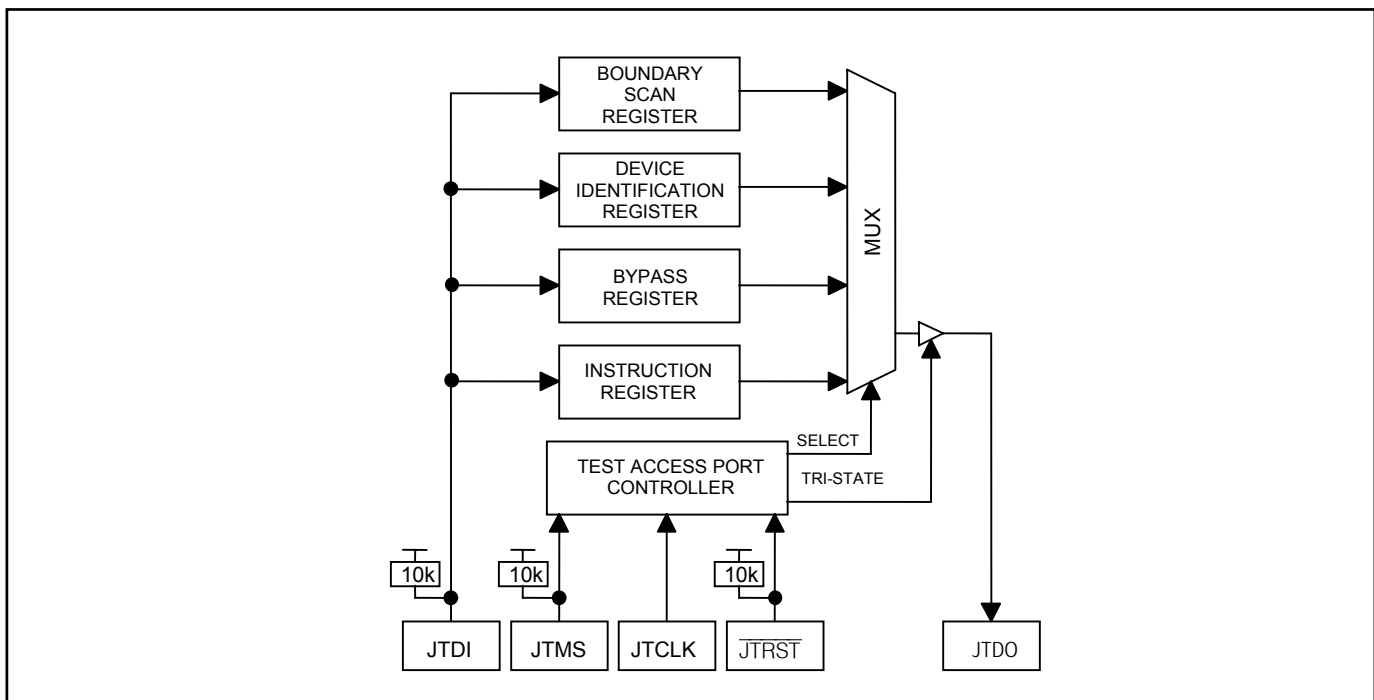 BOUNDARY
SCAN
REGISTER
DEVICE
IDENTIFICATION
REGISTER
BYPASS
REGISTER
INSTRUCTION
REGISTER
MUX
SELECT
TEST ACCESS PORT
CONTROLLER
TRI-STATE
10k
10k
10k
JTDI
JTMS
JTCLK
JTRST
JTDO